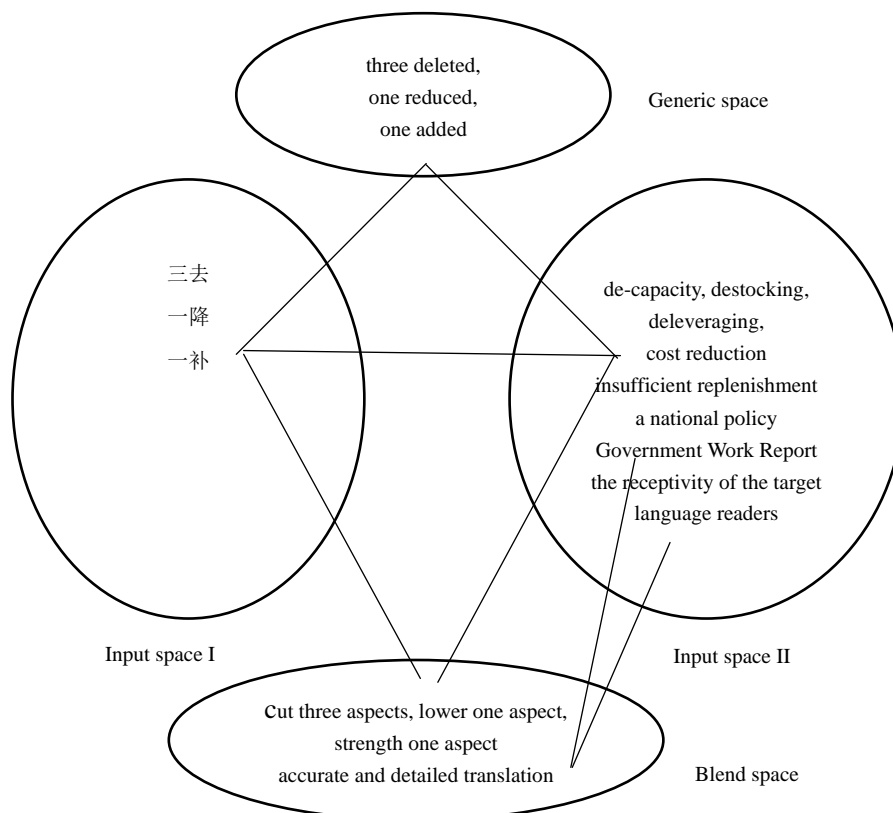 three deleted,
one reduced,
one added
Generic space
三去
一降
一补
de-capacity, destocking,
deleveraging,
cost reduction
insufficient replenishment
a national policy
Government Work Report
the receptivity of the target
language readers
Input space I
Input space II
cut three aspects, lower one aspect,
strength one aspect
accurate and detailed translation
Blend space